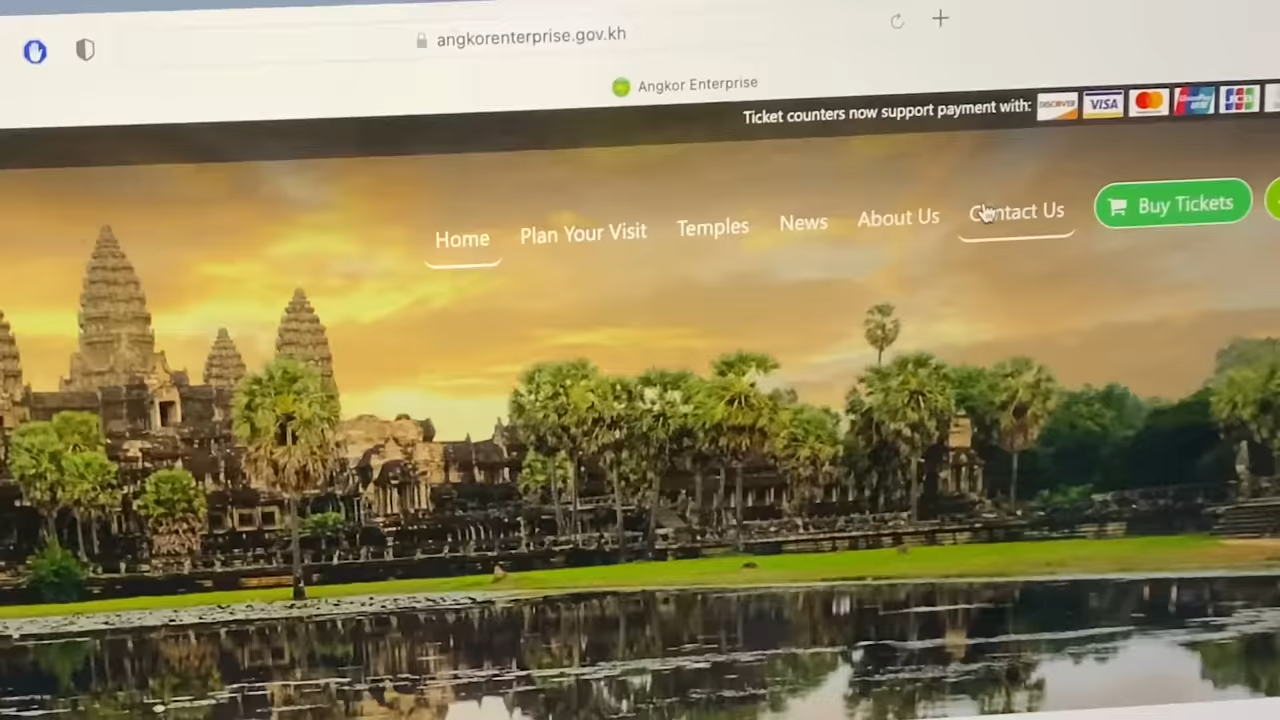 angkorenterprise.gov.kh
Angkor Enterprise
Ticket counters now support payment with: DISCOVER VISA UnionPay JCB
Home Plan Your Visit Temples News About Us Contact Us Buy Tickets